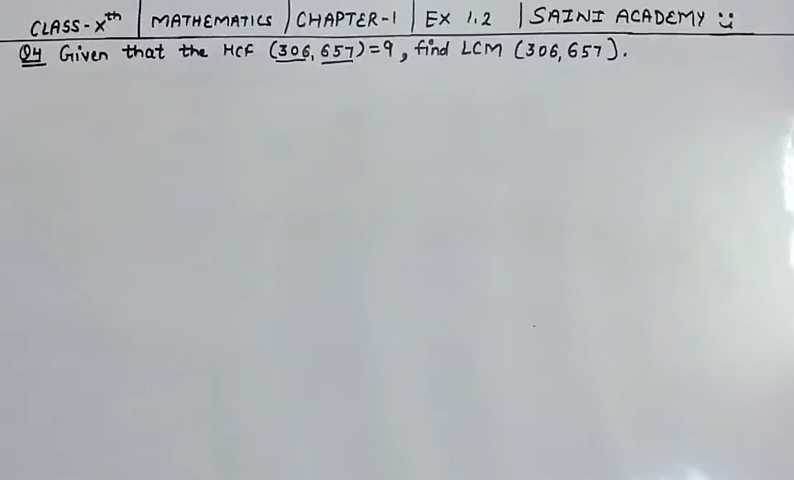 CLASS-Xth | MATHEMATICS | CHAPTER-1 | EX 1.2 | SAINI ACADEMY
Q4 Given that the HCF (306, 657)=9, find LCM (306,657).